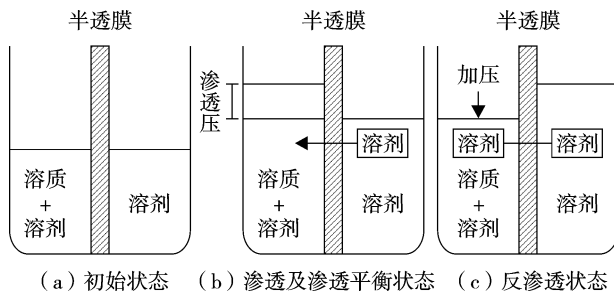 半透膜
溶质
+
溶剂
溶剂
(a)初始状态
半透膜
渗透压
溶剂
溶质
+
溶剂
溶剂
(b)渗透及渗透平衡状态
半透膜
加压
溶剂
溶剂
溶质
+
溶剂
溶剂
(c)反渗透状态